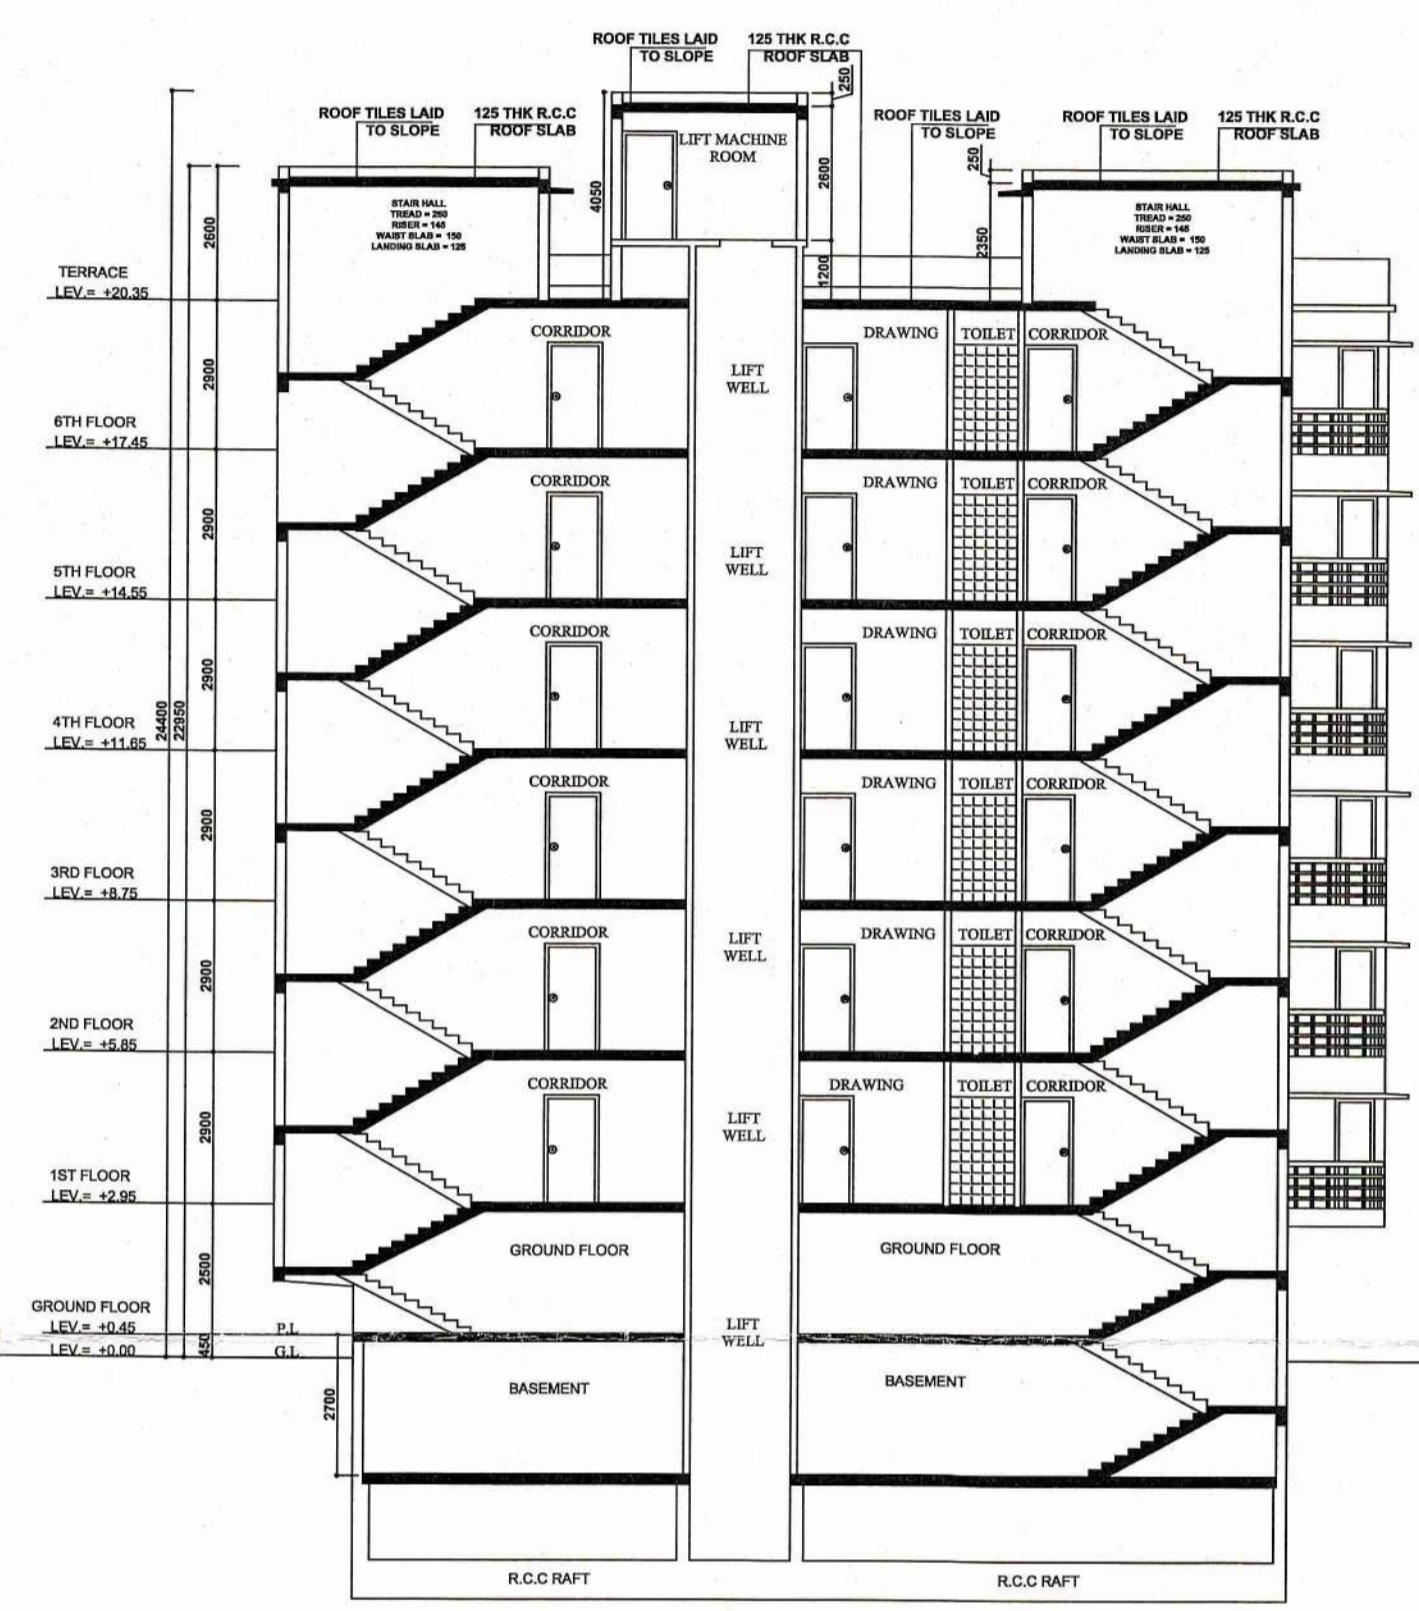 ROOF TILES LAID
TO SLOPE
125 THK R.C.C
ROOF SLAB
250
ROOF TILES LAID
TO SLOPE
125 THK R.C.C
ROOF SLAB
ROOF TILES LAID
TO SLOPE
ROOF TILES LAID
TO SLOPE
125 THK R.C.C
ROOF SLAB
LIFT MACHINE
ROOM
250
2600
4050
2600
2350
1200
STAIR HALL
TREAD = 250
RISER = 145
WAIST SLAB = 150
LANDING SLAB = 125
STAIR HALL
TREAD = 250
RISER = 145
WAIST SLAB = 150
LANDING SLAB = 125
TERRACE
LEV.= +20.35
CORRIDOR
DRAWING
TOILET
CORRIDOR
LIFT
WELL
2900
6TH FLOOR
LEV.= +17.45
CORRIDOR
DRAWING
TOILET
CORRIDOR
2900
LIFT
WELL
5TH FLOOR
LEV.= +14.55
CORRIDOR
DRAWING
TOILET
CORRIDOR
2900
24400
22950
4TH FLOOR
LEV.= +11.65
LIFT
WELL
CORRIDOR
DRAWING
TOILET
CORRIDOR
2900
3RD FLOOR
LEV.= +8.75
CORRIDOR
DRAWING
TOILET
CORRIDOR
LIFT
WELL
2900
2ND FLOOR
LEV.= +5.85
CORRIDOR
DRAWING
TOILET
CORRIDOR
LIFT
WELL
2900
1ST FLOOR
LEV.= +2.95
GROUND FLOOR
GROUND FLOOR
2500
GROUND FLOOR
LEV.= +0.45
P.L
LIFT
WELL
LEV.= +0.00
450
G.L
BASEMENT
BASEMENT
2700
R.C.C RAFT
R.C.C RAFT